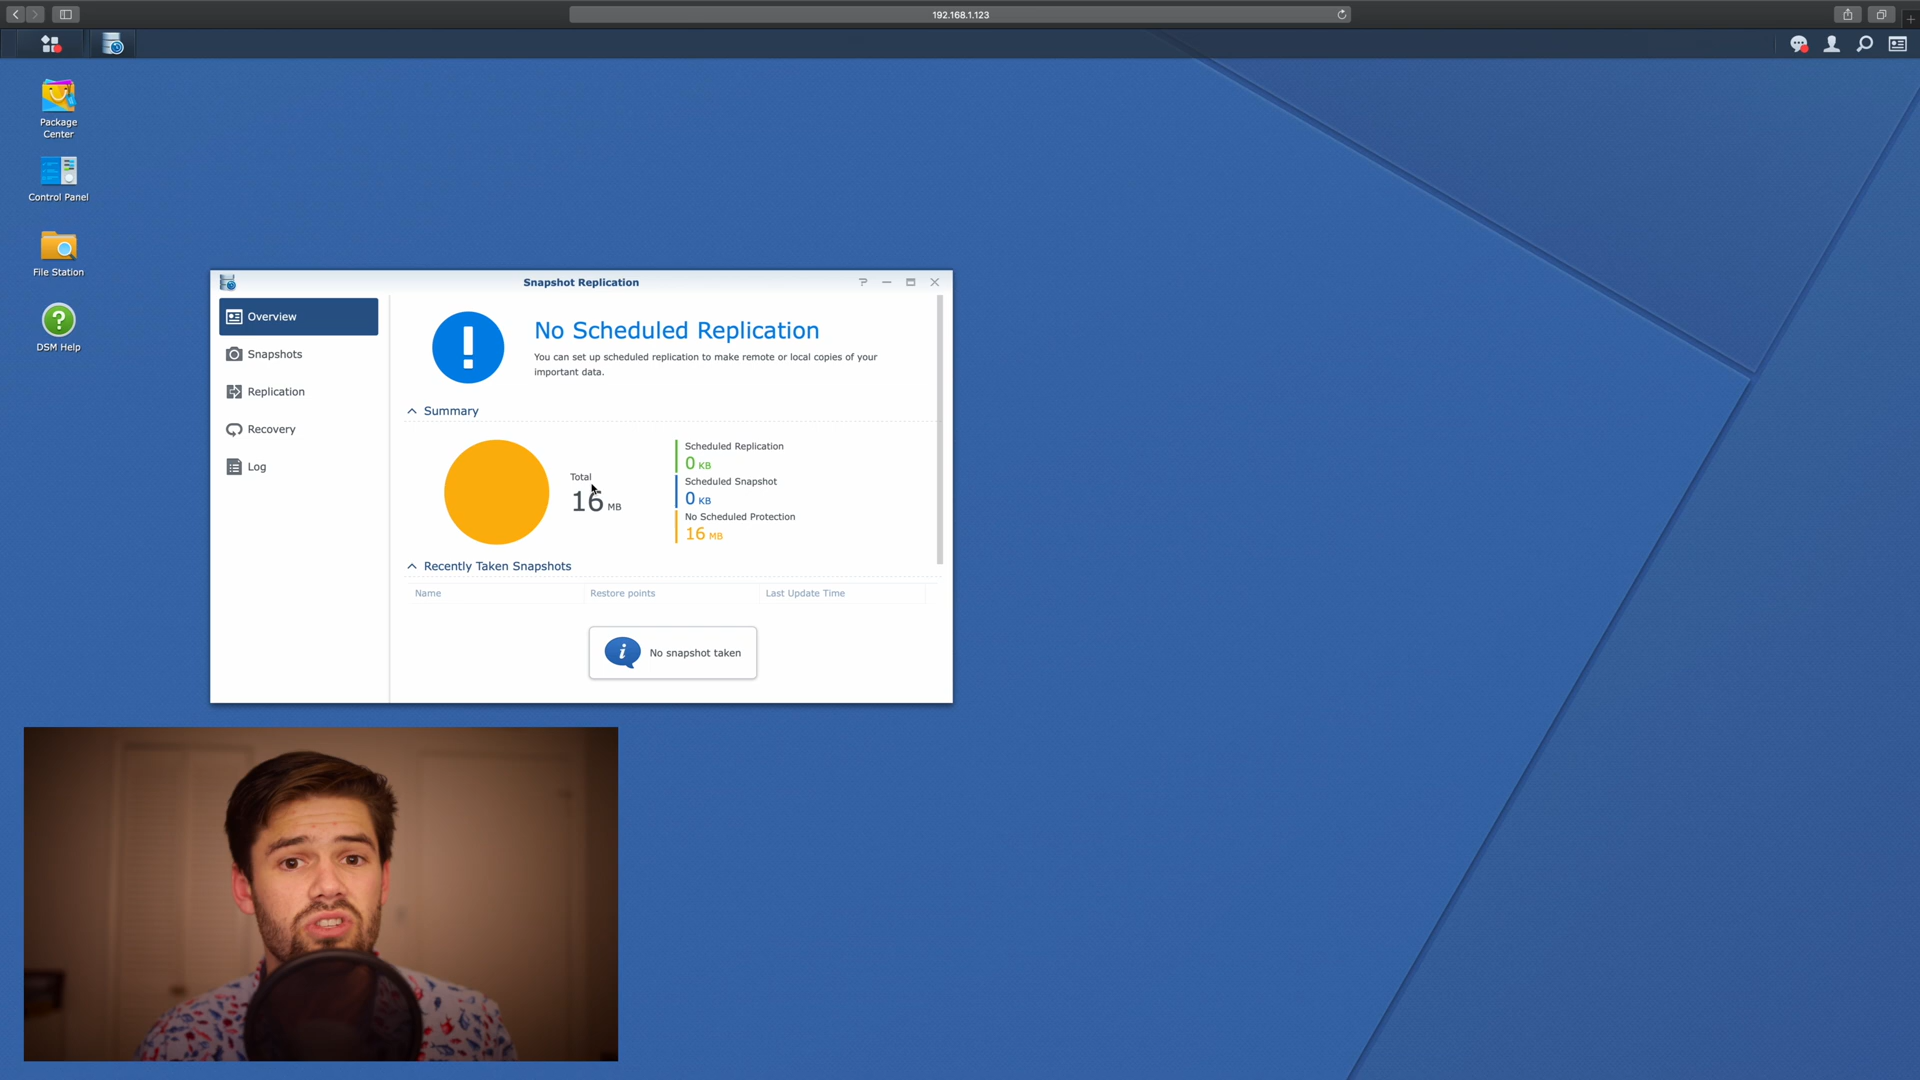 192.168.1.123
Package
Center
Control Panel
File Station
DSM Help
Snapshot Replication
Overview
Snapshots
Replication
Recovery
Log
No Scheduled Replication
You can set up scheduled replication to make remote or local copies of your
important data.
Summary
Total
16 MB
Scheduled Replication
0 KB
Scheduled Snapshot
0 KB
No Scheduled Protection
16 MB
Recently Taken Snapshots
Name Restore points Last Update Time
No snapshot taken